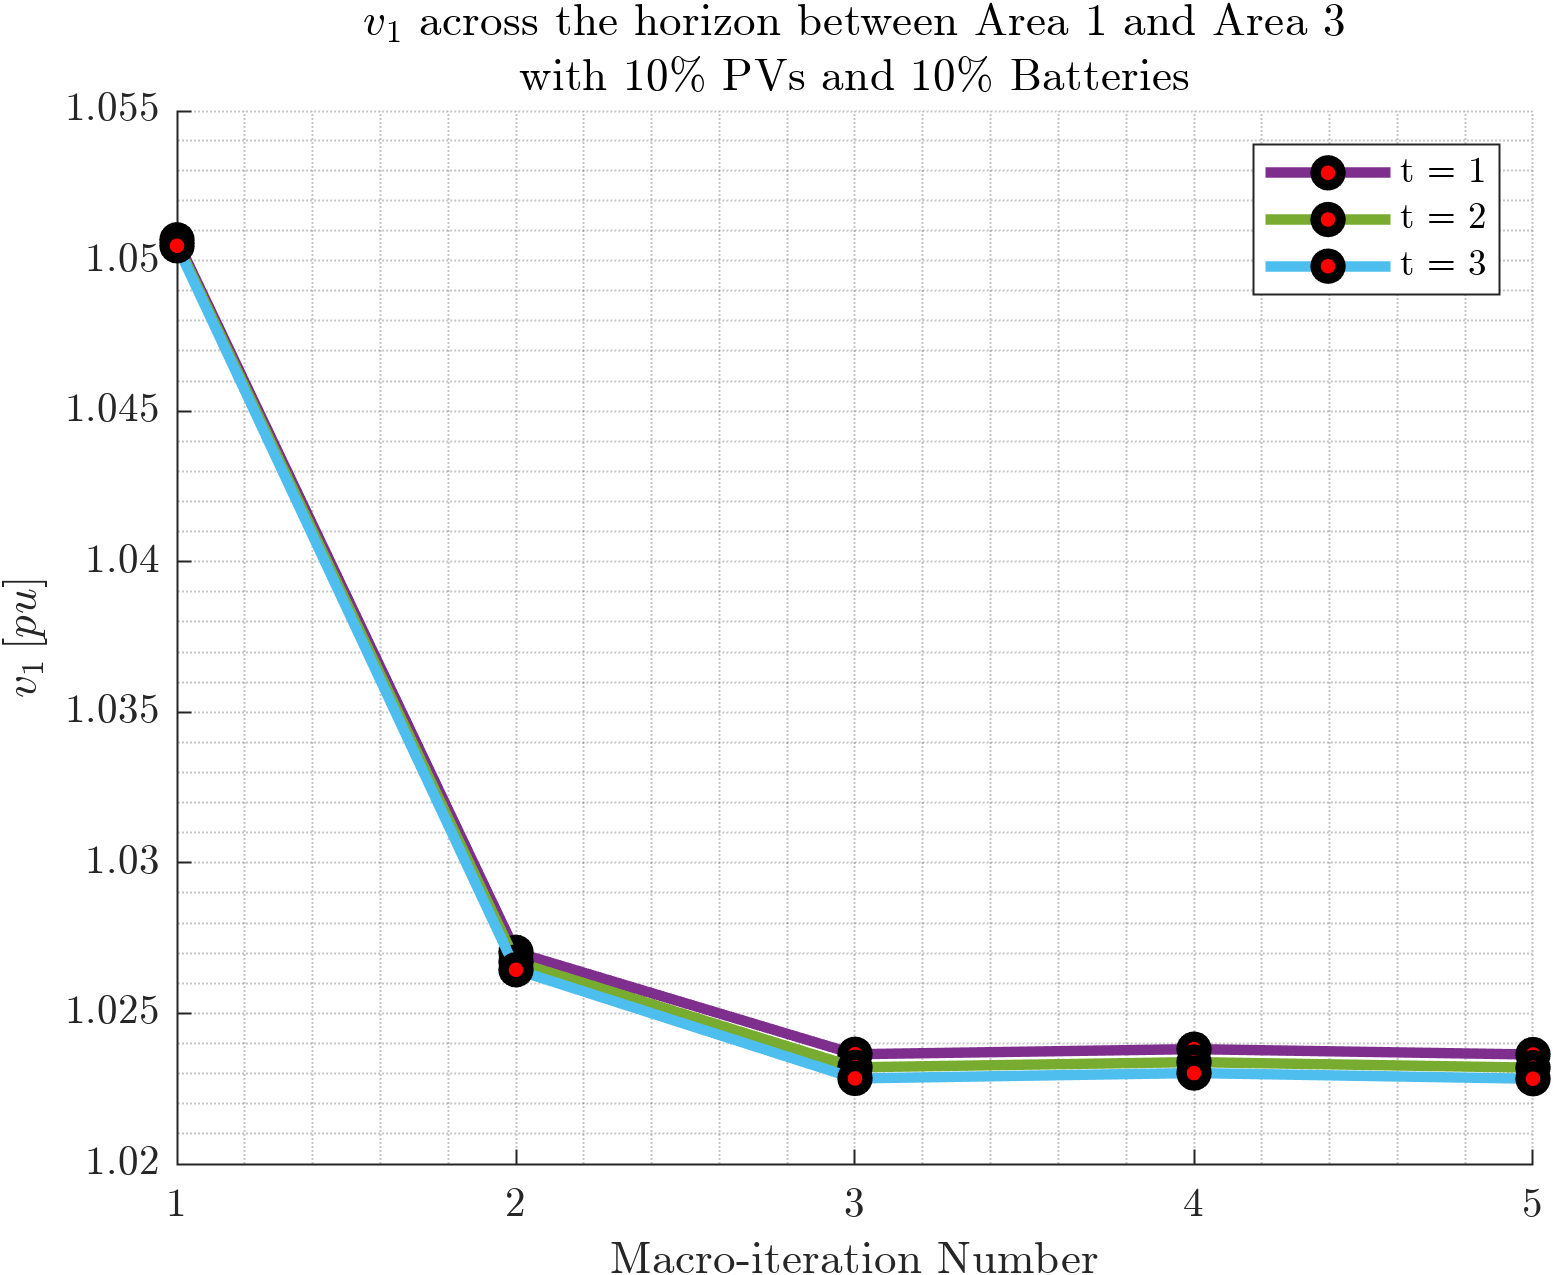 v₁ across the horizon between Area 1 and Area 3
with 10% PVs and 10% Batteries
1.055
1.05
1.045
1.04
1.035
1.03
1.025
1.02
v₁ [pu]
t = 1
t = 2
t = 3
1 2 3 4 5
Macro-iteration Number